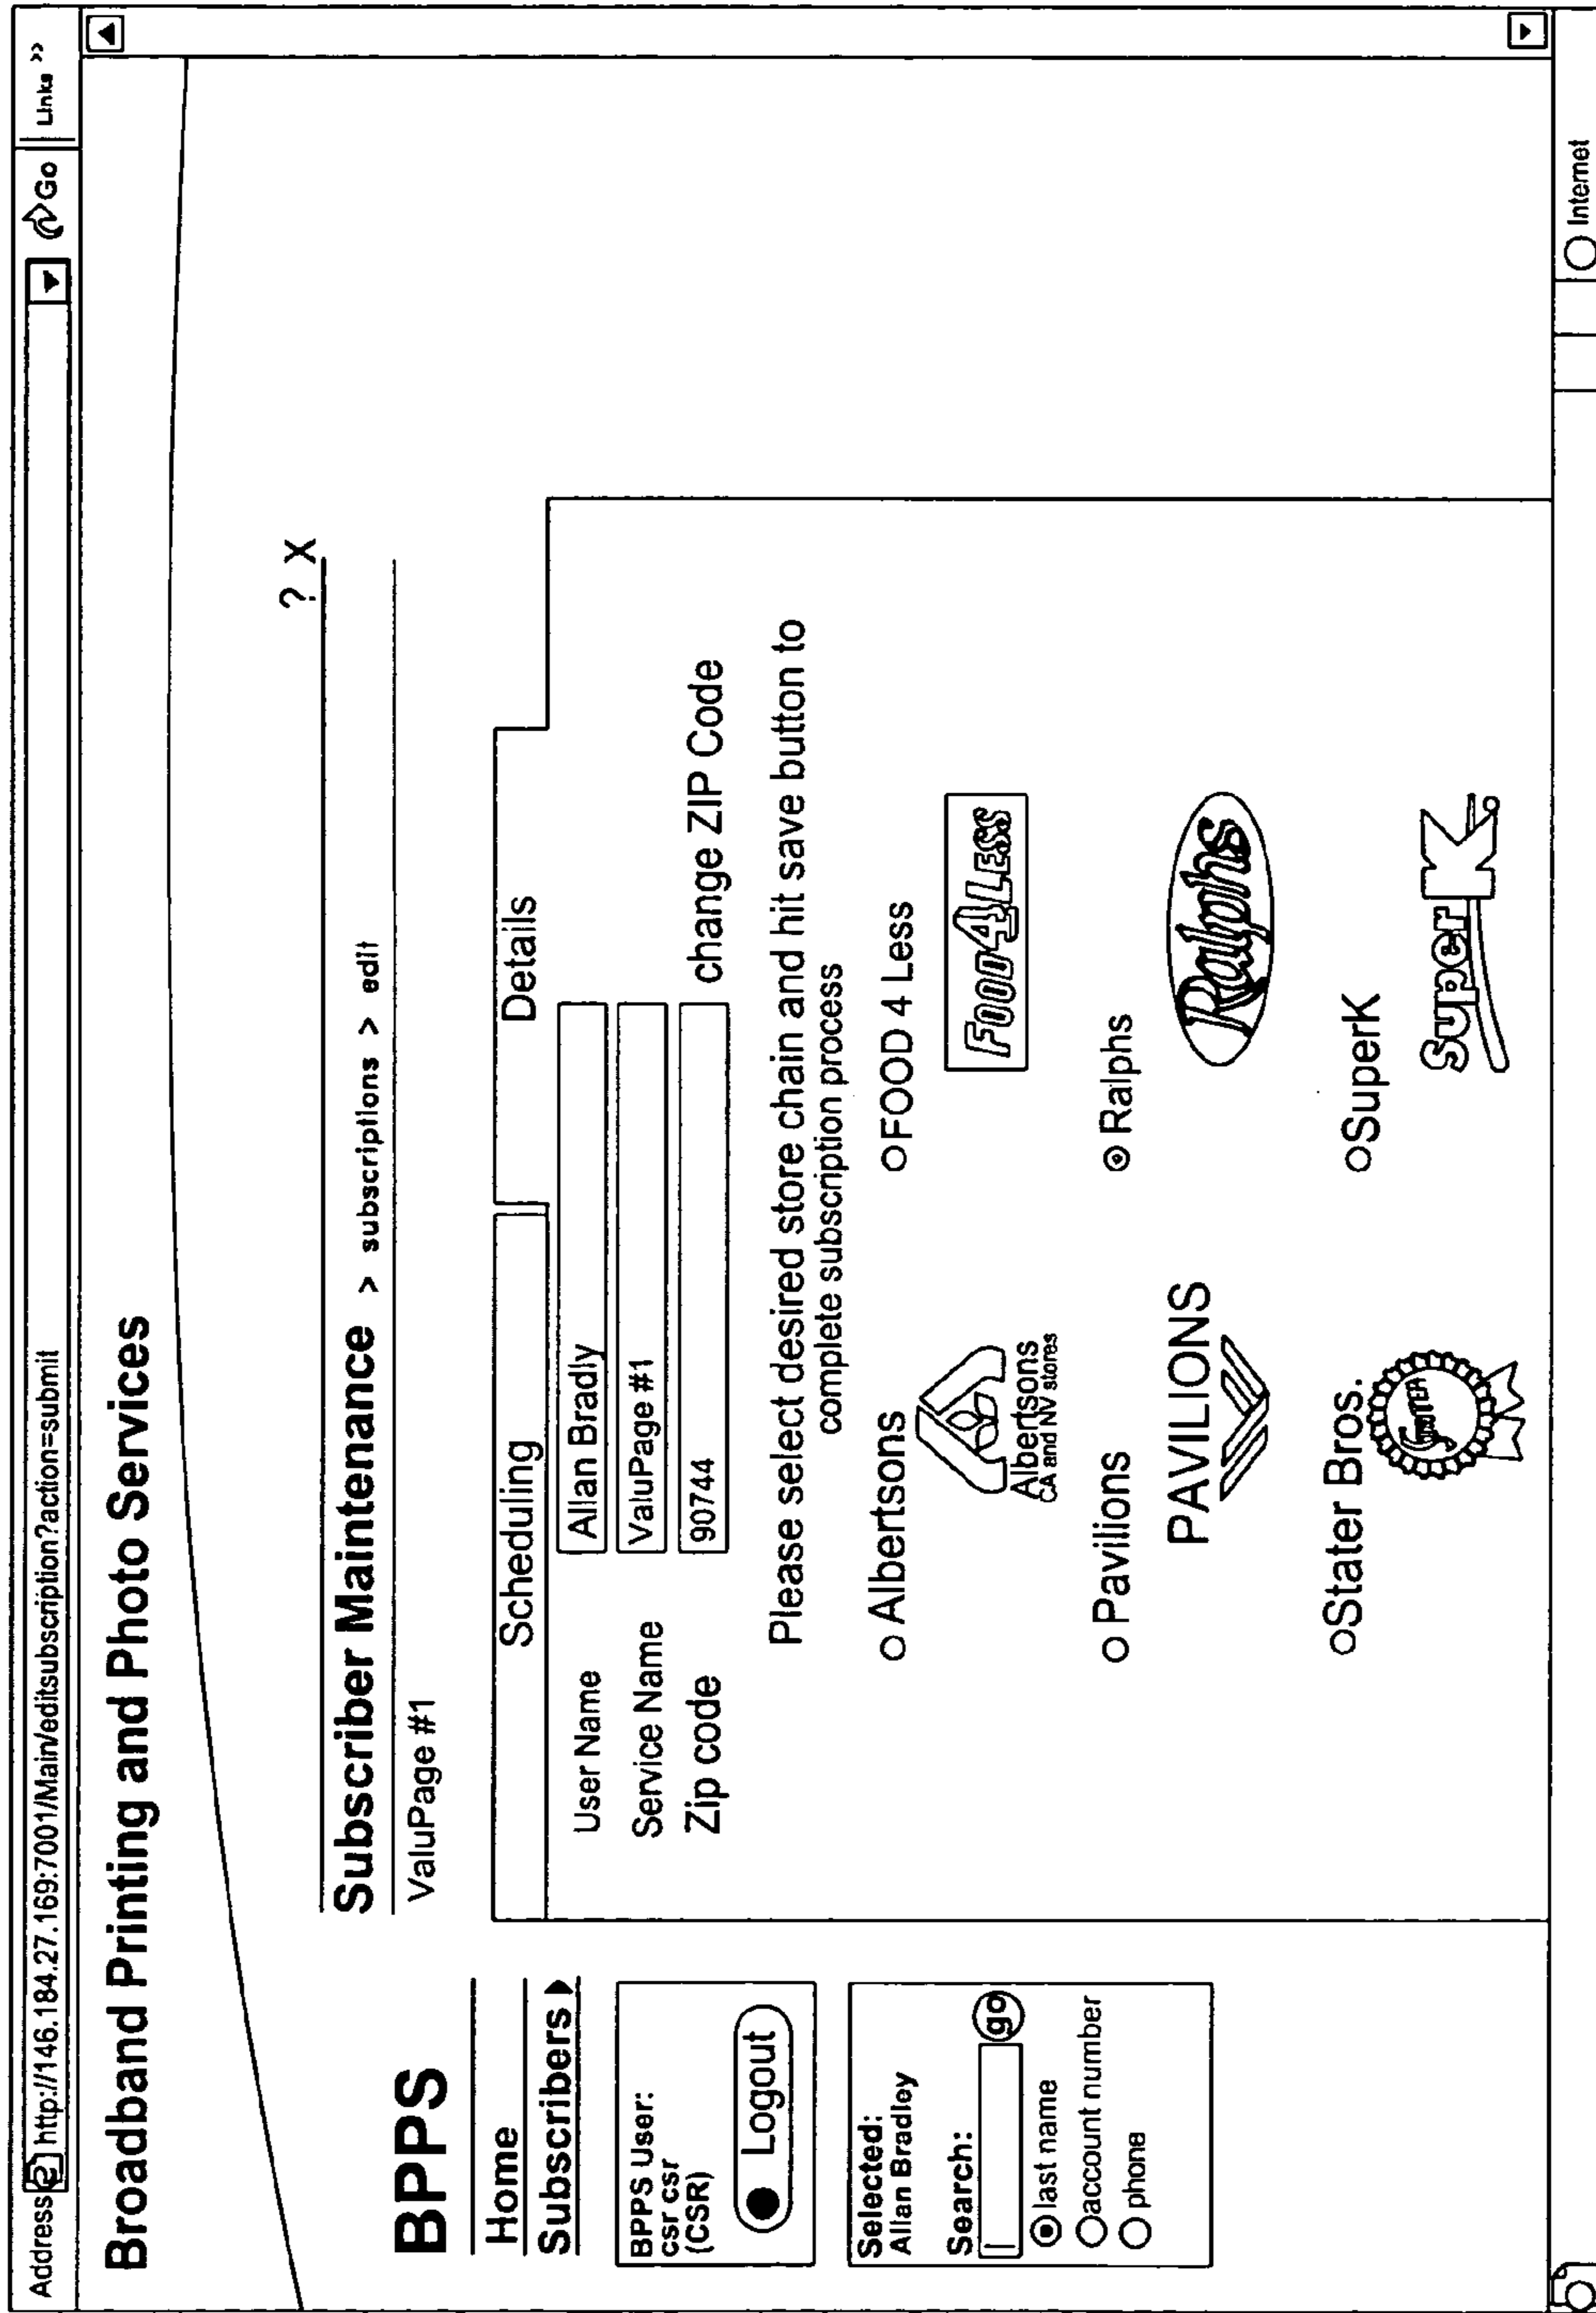 Address http://146.184.27.169:7001/Main/editsubscription?action=submit Go Links >>
Broadband Printing and Photo Services
? X
Subscriber Maintenance > subscriptions > edit
ValuPage #1
BPPS
Home
Subscribers
BPPS User:
csr csr
(CSR)
Logout
Selected:
Allan Bradley
Search:
go
last name
account number
phone
Scheduling Details
User Name Allan Bradly
Service Name ValuPage #1
Zip code 90744 change ZIP Code
Please select desired store chain and hit save button to
complete subscription process
Albertsons FOOD 4 Less
Albertsons
CA and NV stores
FOOD4LESS
Pavilions Ralphs
PAVILIONS
Ralphs
Stater Bros. SuperK
Stater
Super K
Internet